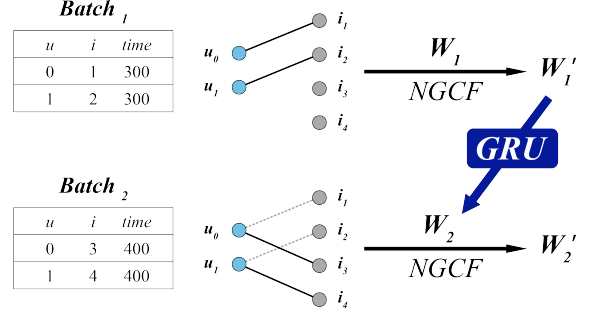 Batch 1
u i time
0 1 300
1 2 300
u0
u1
i1
i2
i3
i4
W1
NGCF
W1'
GRU
Batch 2
u i time
0 3 400
1 4 400
u0
u1
i1
i2
i3
i4
W2
NGCF
W2'